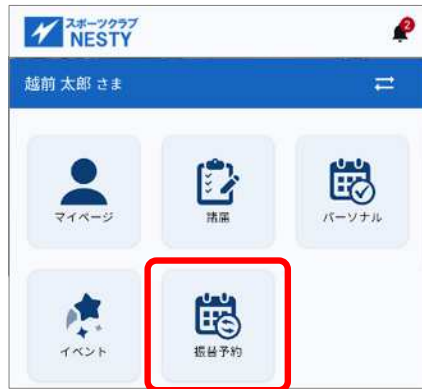 スポーツクラブ
NESTY
2
越前 太郎 さま
マイページ
諸届
パーソナル
イベント
振替予約